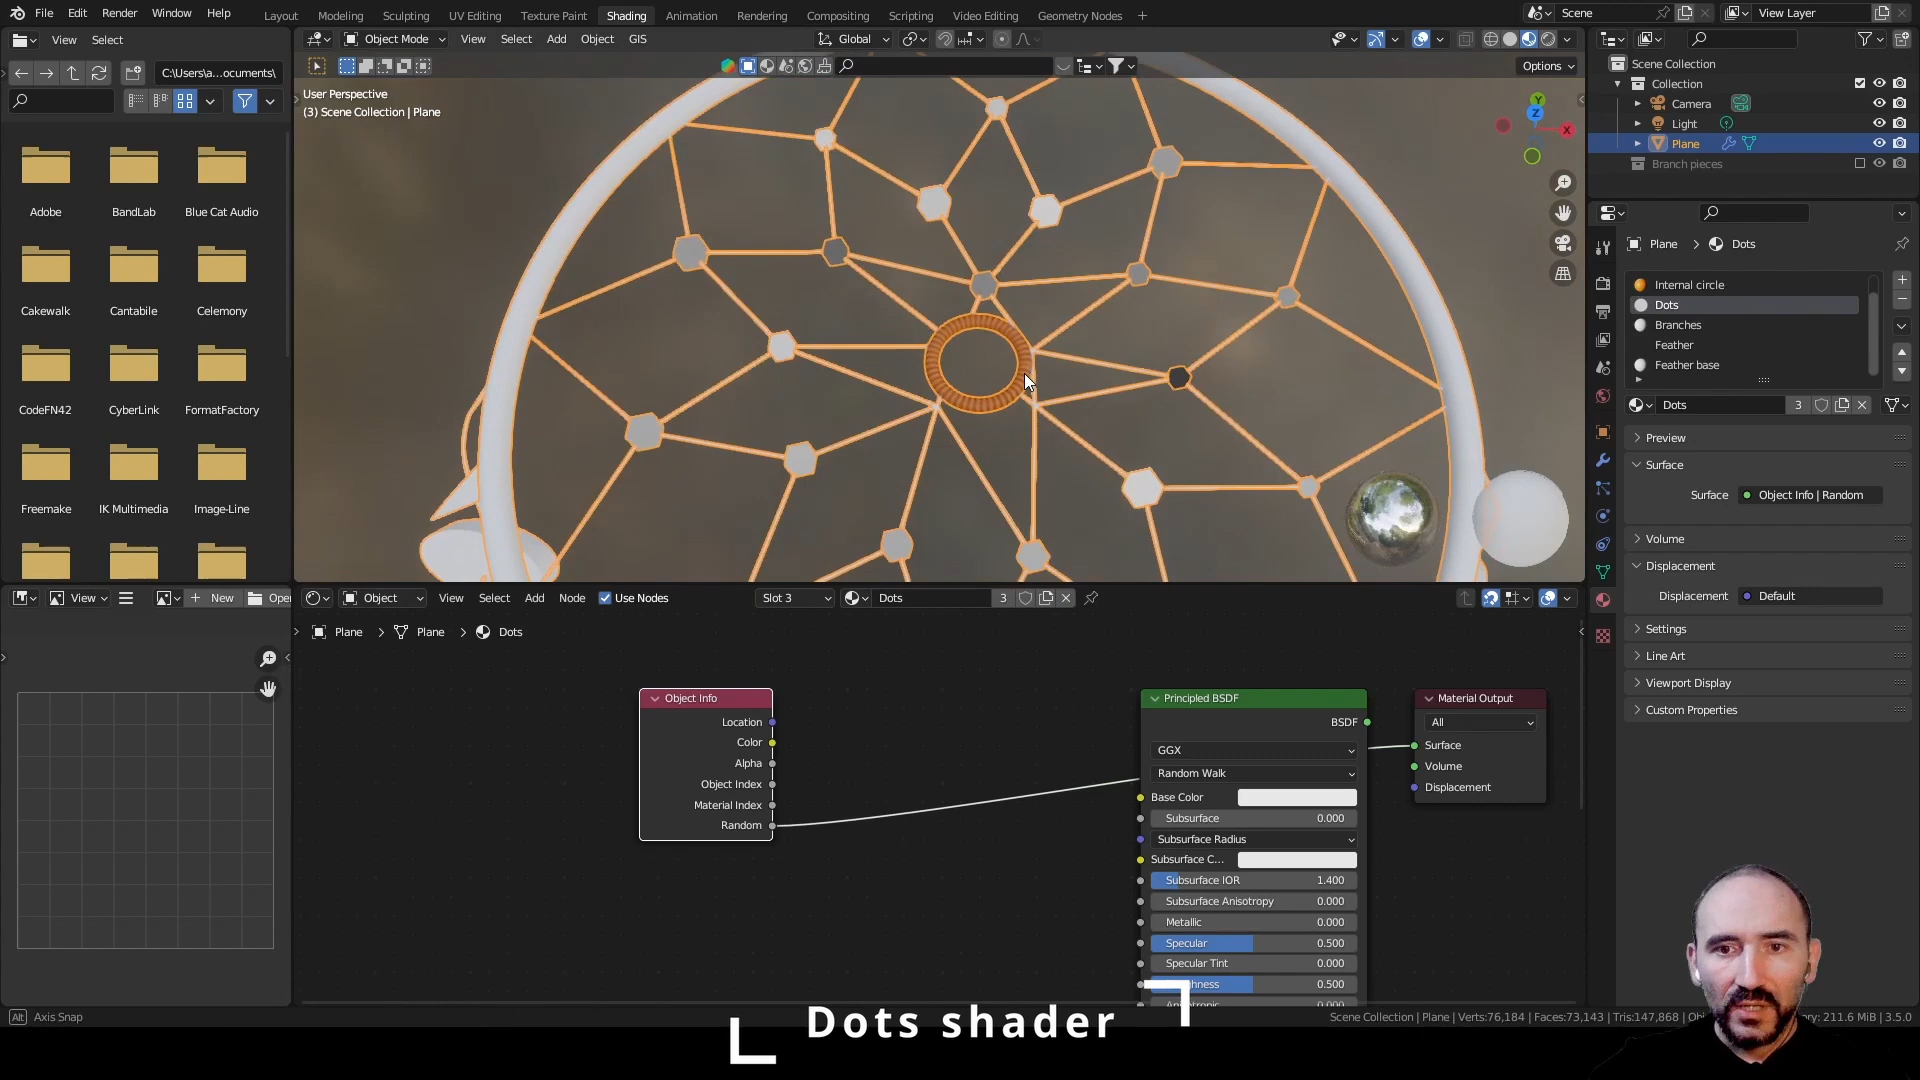 File Edit Render Window Help
Layout Modeling Sculpting UV Editing Texture Paint Shading Animation Rendering Compositing Scripting Video Editing Geometry Nodes +
Scene View Layer
View Select
Object Mode View Select Add Object GIS Global
C:\Users\a...ocuments\
Options
User Perspective
(3) Scene Collection | Plane
Y
Z
X
Adobe BandLab Blue Cat Audio
Cakewalk Cantabile Celemony
CodeFN42 CyberLink FormatFactory
Freemake IK Multimedia Image-Line
Scene Collection
Collection
Camera
Light
Plane
Branch pieces
Plane > Dots
Internal circle
Dots
Branches
Feather
Feather base
Dots 3
Preview
Surface
Surface Object Info | Random
Volume
Displacement
Displacement Default
Settings
Line Art
Viewport Display
Custom Properties
View New Open
Object View Select Add Node Use Nodes Slot 3 Dots 3
Plane > Plane > Dots
Object Info
Location
Color
Alpha
Object Index
Material Index
Random
Principled BSDF
BSDF
GGX
Random Walk
Base Color
Subsurface 0.000
Subsurface Radius
Subsurface C...
Subsurface IOR 1.400
Subsurface Anisotropy 0.000
Metallic 0.000
Specular 0.500
Specular Tint 0.000
0.500
Material Output
All
Surface
Volume
Displacement
Dots shader
Alt Axis Snap
Scene Collection | Plane | Verts:76,184 | Faces:73,143 | Tris:147,868 | 211.6 MiB | 3.5.0